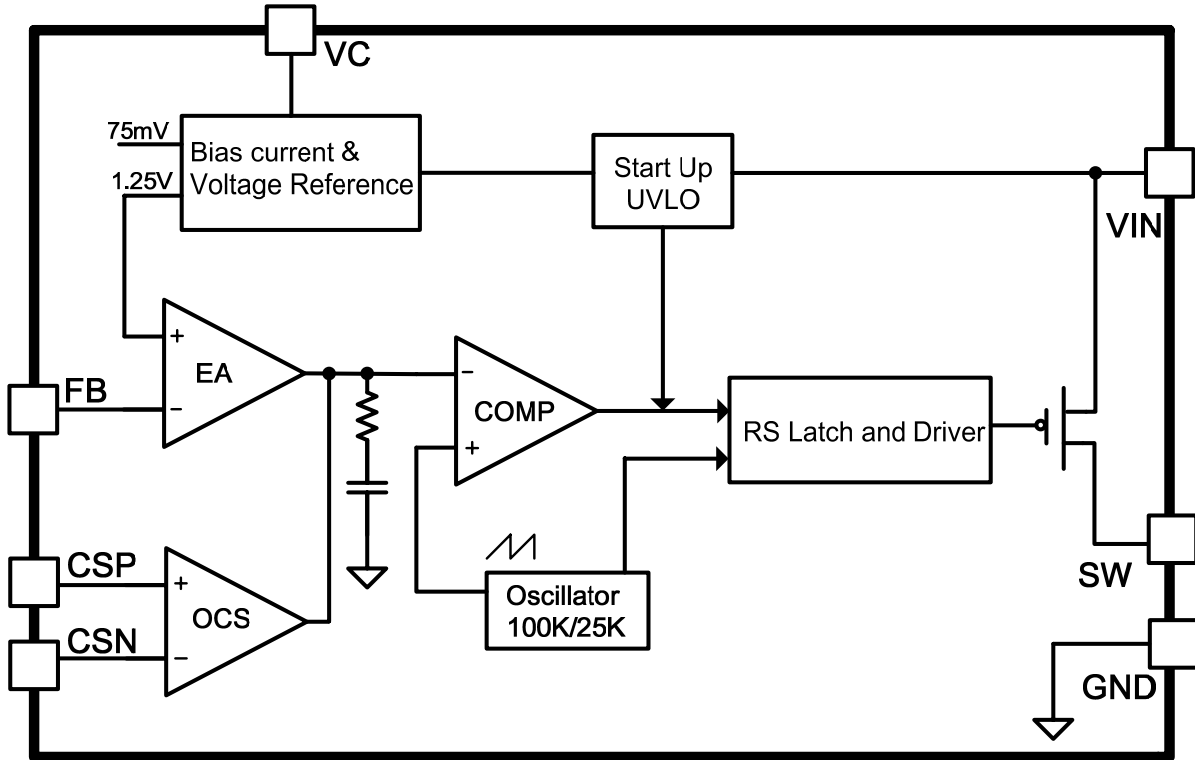 VC
75mV
1.25V
Bias current &
Voltage Reference
Start Up
UVLO
VIN
+
EA
-
FB
-
COMP
+
RS Latch and Driver
CSP
+
OCS
CSN
-
Oscillator
100K/25K
SW
GND